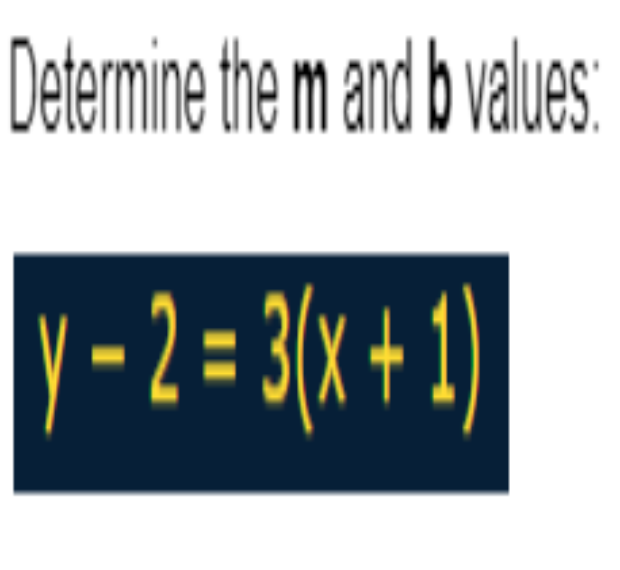 Determine the m and b values:
y – 2 = 3(x + 1)